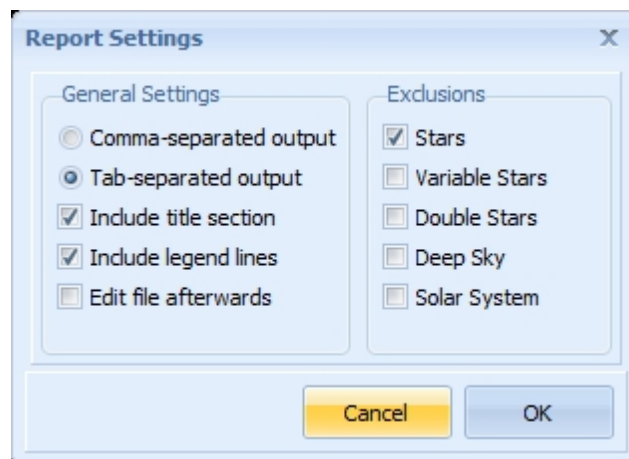 Report Settings
General Settings
Comma-separated output
Tab-separated output
Include title section
Include legend lines
Edit file afterwards
Exclusions
Stars
Variable Stars
Double Stars
Deep Sky
Solar System
Cancel
OK